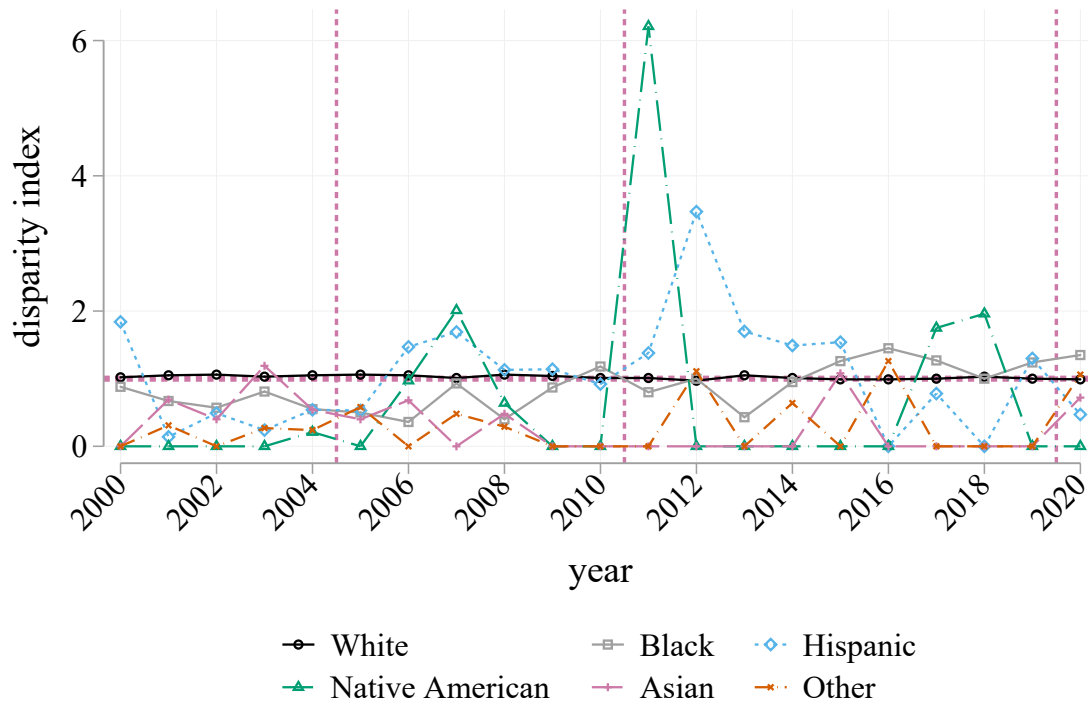 6
4
2
0
disparity index
2000 2002 2004 2006 2008 2010 2012 2014 2016 2018 2020
year
White Black Hispanic
Native American Asian Other